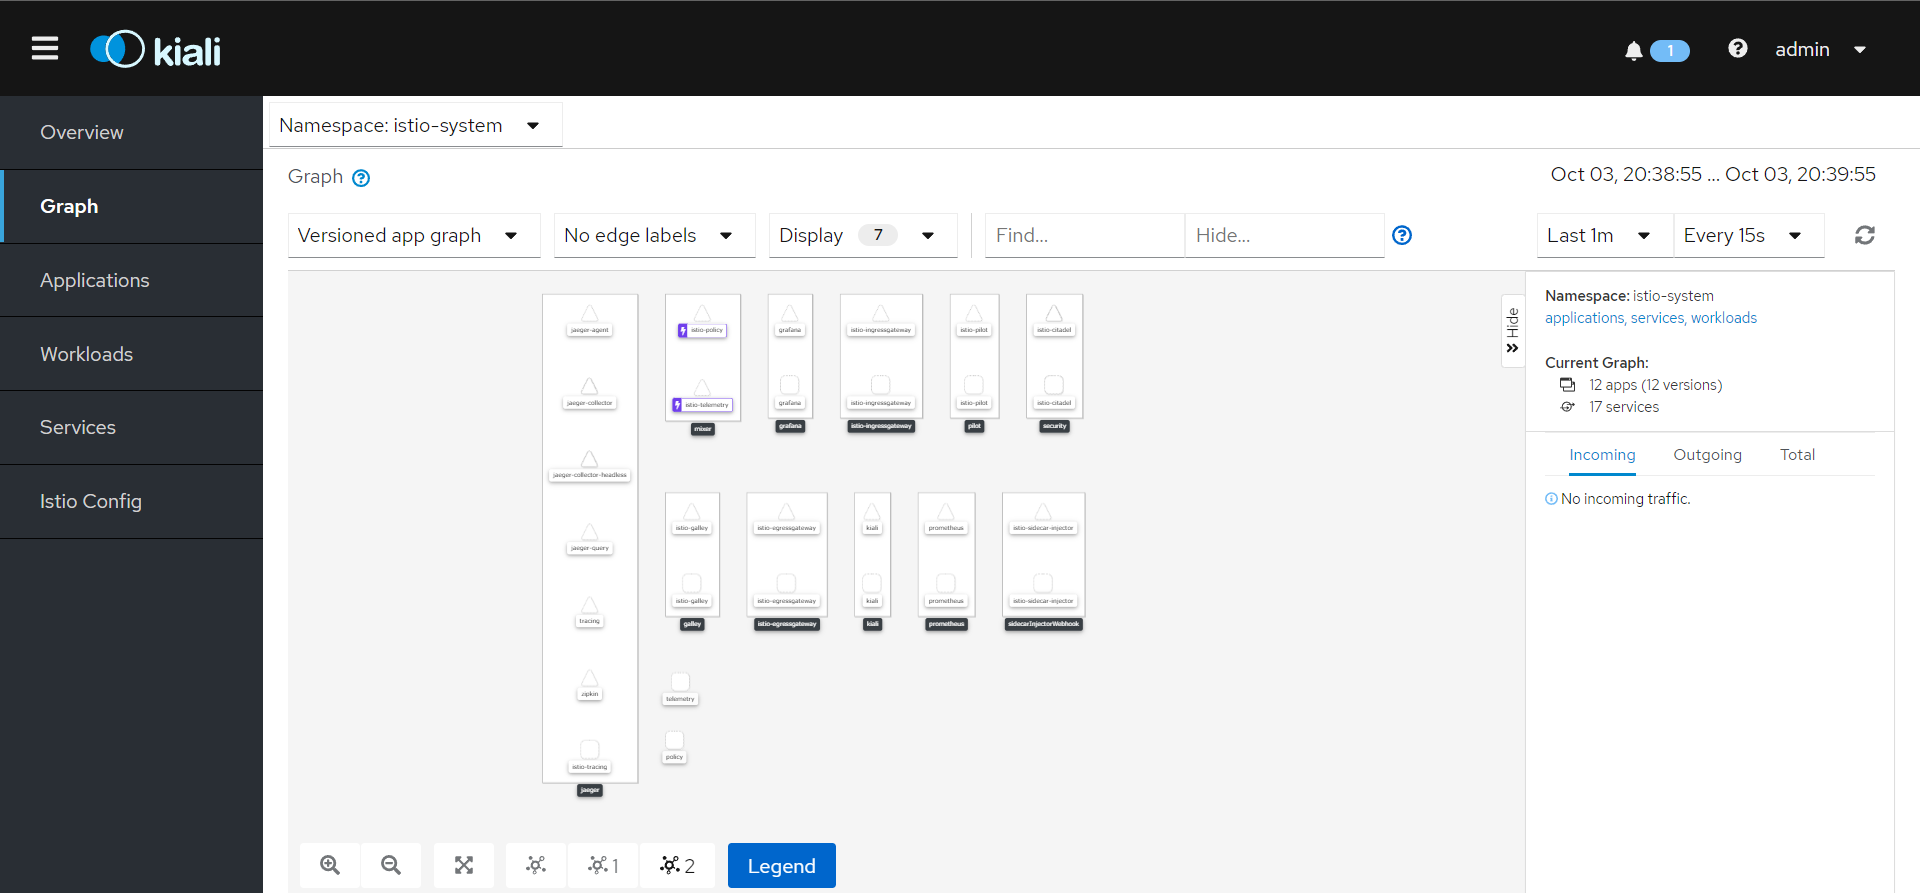 kiali
1
admin
Overview
Graph
Applications
Workloads
Services
Istio Config
Namespace: istio-system
Graph
Oct 03, 20:38:55 ... Oct 03, 20:39:55
Versioned app graph
No edge labels
Display 7
Find...
Hide...
Last 1m
Every 15s
jaeger-agent
jaeger-collector
jaeger-collector-headless
jaeger-query
tracing
zipkin
istio-tracing
jaeger
istio-policy
istio-telemetry
mixer
grafana
grafana
grafana
istio-ingressgateway
istio-ingressgateway
istio-ingressgateway
istio-pilot
istio-pilot
pilot
istio-citadel
istio-citadel
security
istio-galley
istio-galley
galley
istio-egressgateway
istio-egressgateway
istio-egressgateway
kiali
kiali
kiali
prometheus
prometheus
prometheus
istio-sidecar-injector
istio-sidecar-injector
sidecarInjectorWebhook
telemetry
policy
Hide
Namespace: istio-system
applications, services, workloads
Current Graph:
12 apps (12 versions)
17 services
Incoming
Outgoing
Total
No incoming traffic.
1
2
Legend